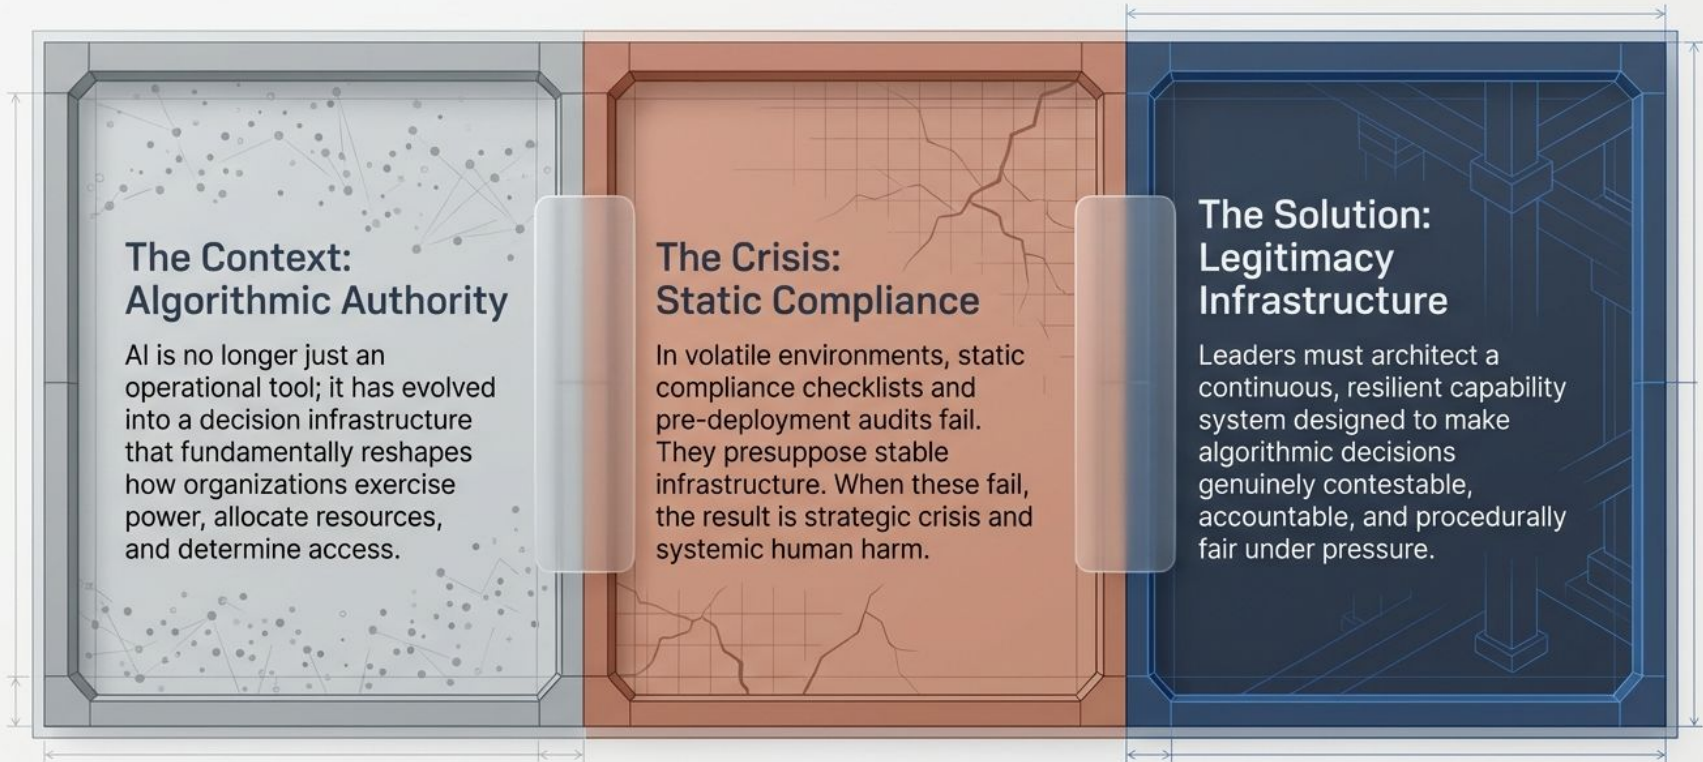 The Context:
Algorithmic Authority
AI is no longer just an
operational tool; it has evolved
into a decision infrastructure
that fundamentally reshapes
how organizations exercise
power, allocate resources,
and determine access.
The Crisis:
Static Compliance
In volatile environments, static
compliance checklists and
pre-deployment audits fail.
They presuppose stable
infrastructure. When these fail,
the result is strategic crisis and
systemic human harm.
The Solution:
Legitimacy
Infrastructure
Leaders must architect a
continuous, resilient capability
system designed to make
algorithmic decisions
genuinely contestable,
accountable, and procedurally
fair under pressure.